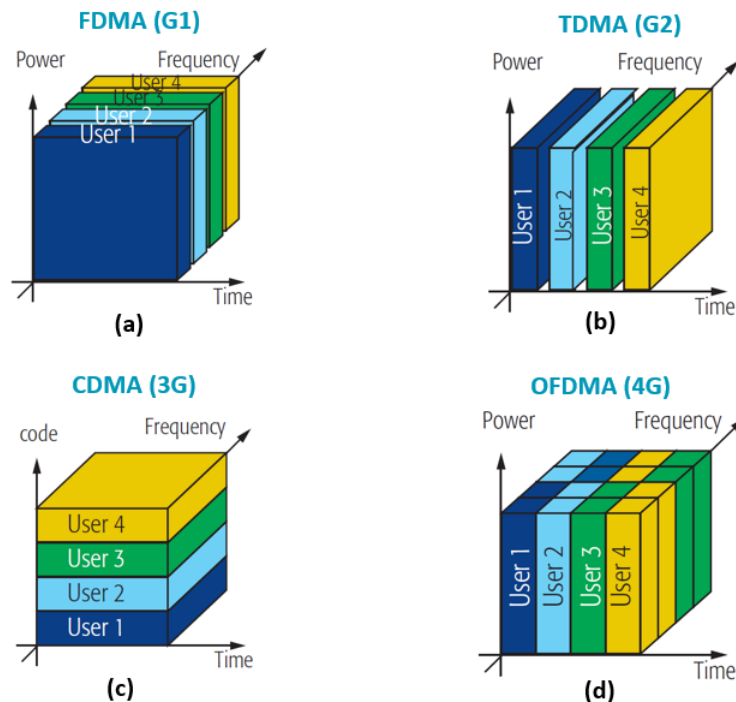 FDMA (G1)
Power
Frequency
User 4
User 3
User 2
User 1
Time
(a)
TDMA (G2)
Power
Frequency
User 1
User 2
User 3
User 4
Time
(b)
CDMA (3G)
code
Frequency
User 4
User 3
User 2
User 1
Time
(c)
OFDMA (4G)
Power
Frequency
User 1
User 2
User 3
User 4
Time
(d)